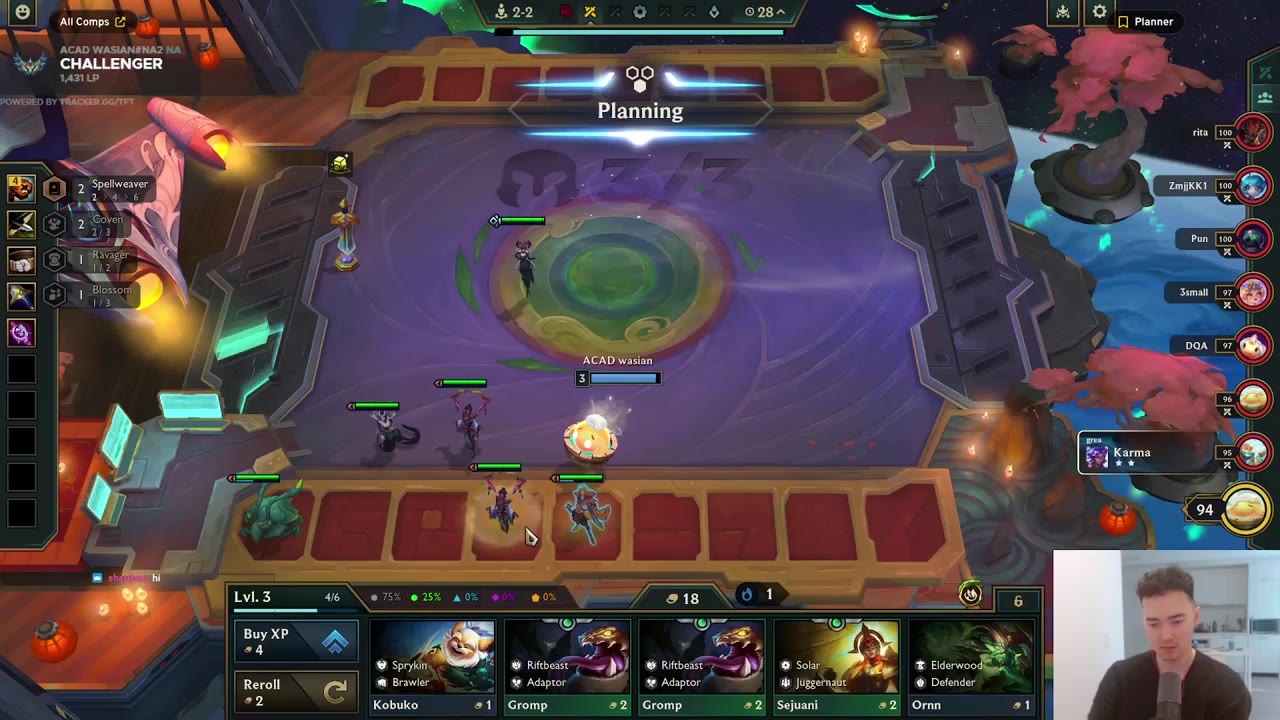 All Comps
ACAD WASIAN#NA2 NA
CHALLENGER
1,431 LP
POWERED BY TRACKER.GG/TFT
2-2
28
Planner
Planning
3/3
4
2 Spellweaver
2 > 4 > 6
2 Coven
2 / 3
1 Ravager
1 / 2
1 Blossom
1 / 3
rita 100
ZmjjKK1 100
Pun 100
3small 97
DQA 97
96
grea
Karma
95
94
ACAD wasian
3
hi
Lvl. 3 4/6
75% 25% 0% 0% 0%
18
1
6
Buy XP
4
Reroll
2
Sprykin
Brawler
Kobuko 1
Riftbeast
Adaptor
Gromp 2
Riftbeast
Adaptor
Gromp 2
Solar
Juggernaut
Sejuani 2
Elderwood
Defender
Ornn 1